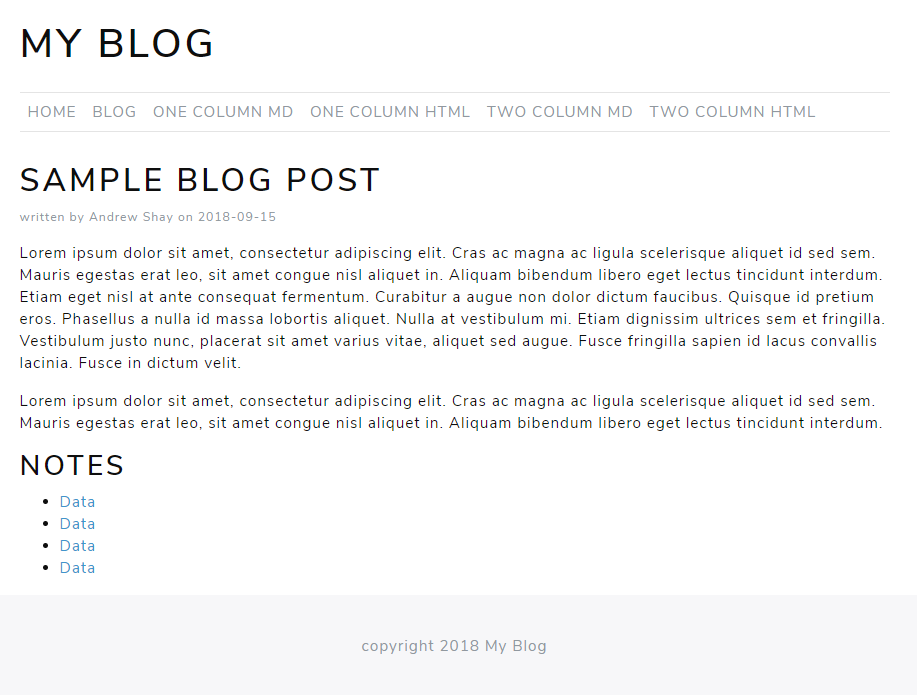 MY BLOG
HOME BLOG ONE COLUMN MD ONE COLUMN HTML TWO COLUMN MD TWO COLUMN HTML
SAMPLE BLOG POST
written by Andrew Shay on 2018-09-15
Lorem ipsum dolor sit amet, consectetur adipiscing elit. Cras ac magna ac ligula scelerisque aliquet id sed sem.
Mauris egestas erat leo, sit amet congue nisl aliquet in. Aliquam bibendum libero eget lectus tincidunt interdum.
Etiam eget nisl at ante consequat fermentum. Curabitur a augue non dolor dictum faucibus. Quisque id pretium
eros. Phasellus a nulla id massa lobortis aliquet. Nulla at vestibulum mi. Etiam dignissim ultrices sem et fringilla.
Vestibulum justo nunc, placerat sit amet varius vitae, aliquet sed augue. Fusce fringilla sapien id lacus convallis
lacinia. Fusce in dictum velit.
Lorem ipsum dolor sit amet, consectetur adipiscing elit. Cras ac magna ac ligula scelerisque aliquet id sed sem.
Mauris egestas erat leo, sit amet congue nisl aliquet in. Aliquam bibendum libero eget lectus tincidunt interdum.
NOTES
• Data
• Data
• Data
• Data
copyright 2018 My Blog